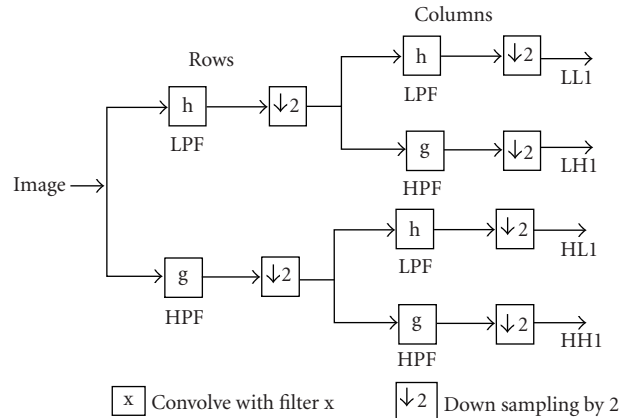 Columns
Rows
h
↓2
LL1
LPF
h
↓2
LPF
g
↓2
LH1
HPF
Image
h
↓2
HL1
LPF
g
↓2
HPF
g
↓2
HH1
HPF
x Convolve with filter x
↓2 Down sampling by 2